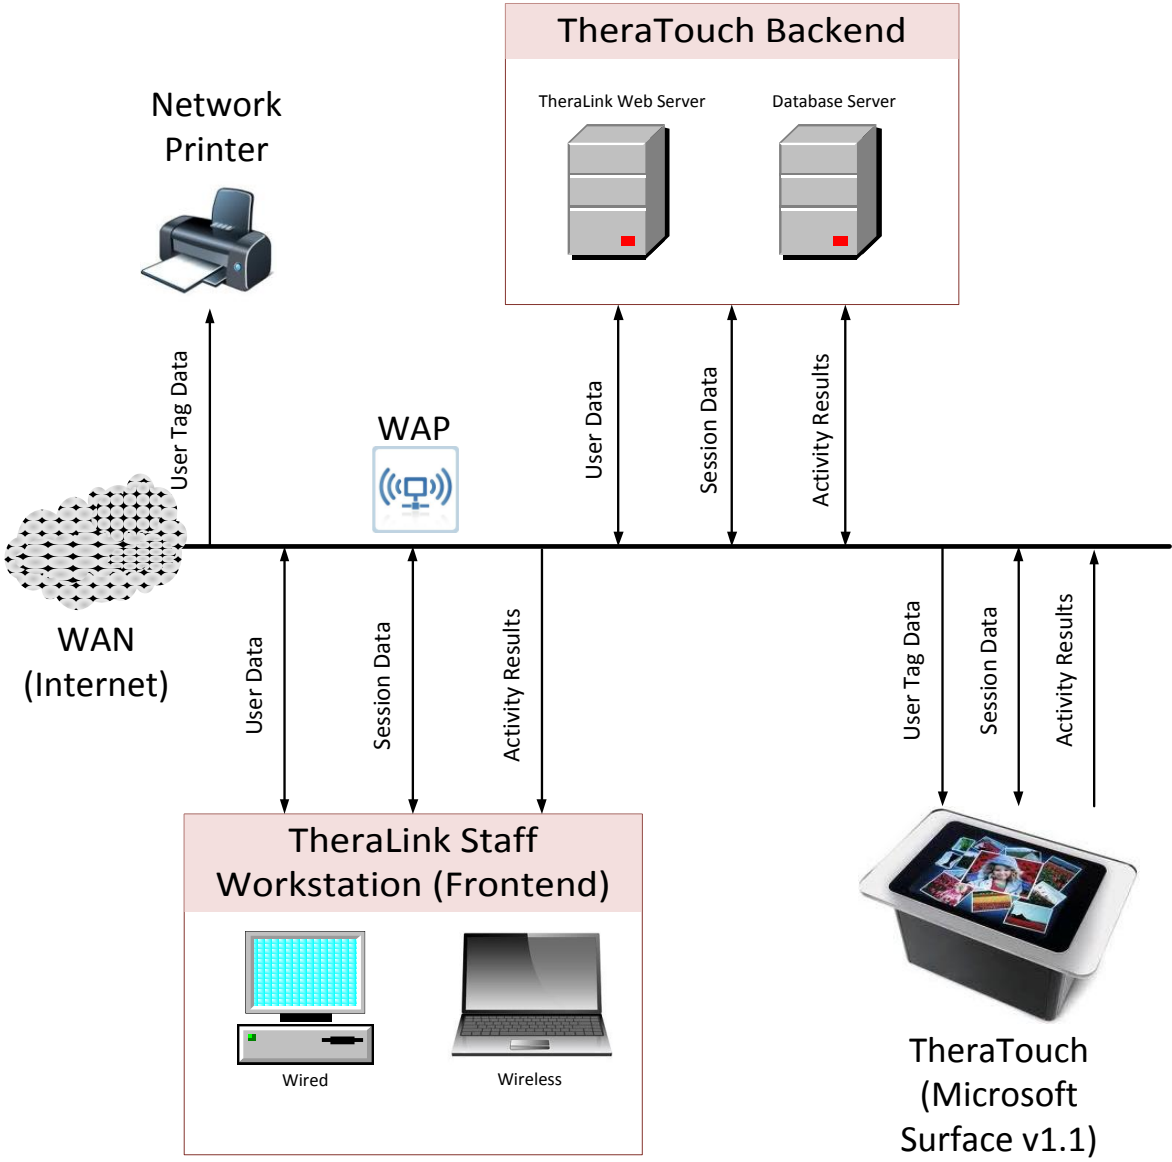 TheraTouch Backend
TheraLink Web Server
Database Server
Network
Printer
User Tag Data
WAP
User Data
Session Data
Activity Results
WAN
(Internet)
User Data
Session Data
Activity Results
User Tag Data
Session Data
Activity Results
TheraLink Staff
Workstation (Frontend)
Wired
Wireless
TheraTouch
(Microsoft
Surface v1.1)